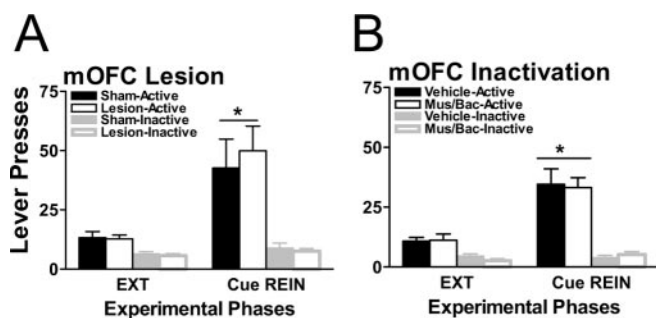 A
mOFC Lesion
Sham-Active
Lesion-Active
Sham-Inactive
Lesion-Inactive
Lever Presses
75
50
25
0
*
EXT
Cue REIN
Experimental Phases
B
mOFC Inactivation
Vehicle-Active
Mus/Bac-Active
Vehicle-Inactive
Mus/Bac-Inactive
75
50
25
0
*
EXT
Cue REIN
Experimental Phases